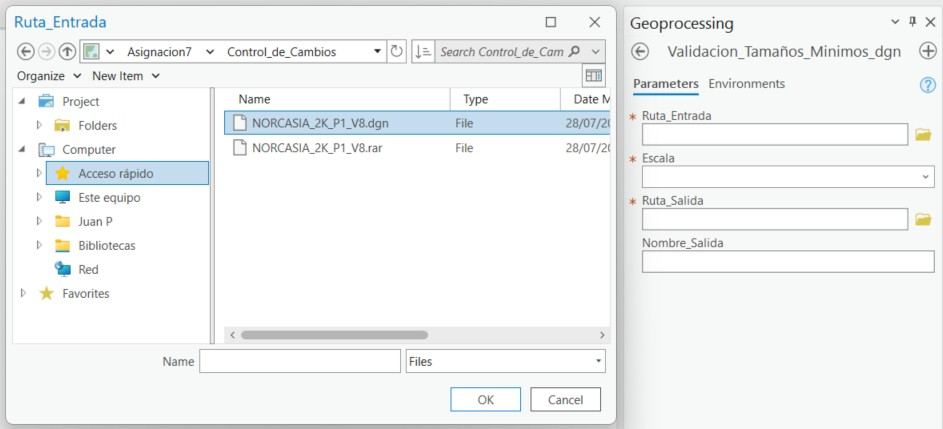 Ruta_Entrada
Asignacion7 Control_de_Cambios Search Control_de_Cam
Organize New Item
Project
Folders
Computer
Acceso rápido
Este equipo
Juan P
Bibliotecas
Red
Favorites
Name Type Date M
NORCASIA_2K_P1_V8.dgn File 28/07/20
NORCASIA_2K_P1_V8.rar File 28/07/20
Name Files
OK Cancel
Geoprocessing
Validacion_Tamaños_Minimos_dgn
Parameters Environments
* Ruta_Entrada
* Escala
* Ruta_Salida
Nombre_Salida